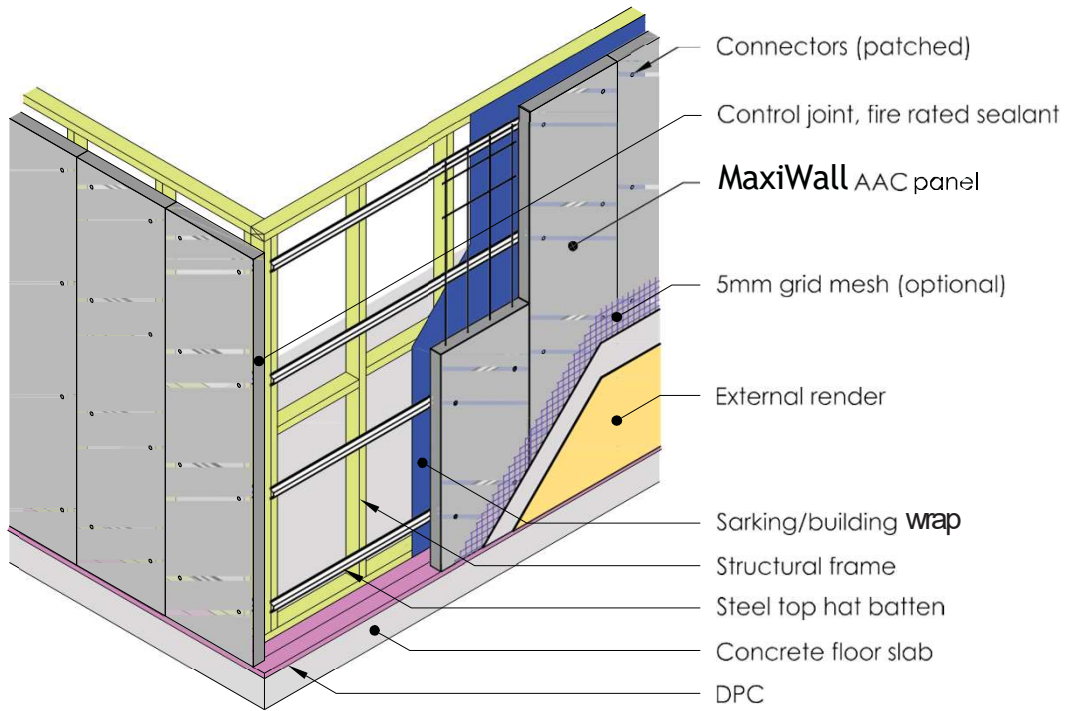 Connectors (patched)
Control joint, fire rated sealant
MaxiWall AAC panel
5mm grid mesh (optional)
External render
Sarking/building wrap
Structural frame
Steel top hat batten
Concrete floor slab
DPC